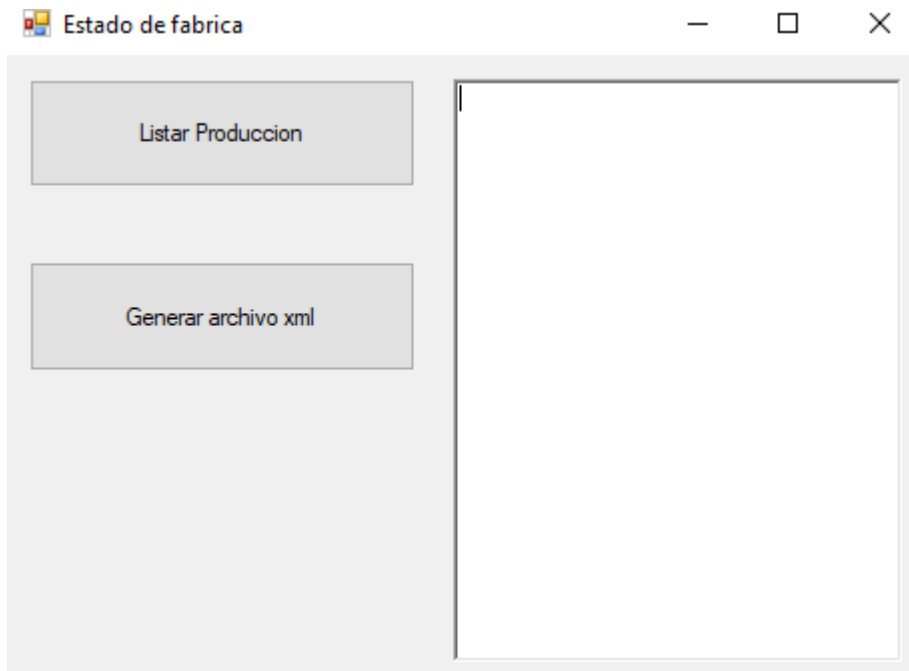 Estado de fabrica
Listar Produccion
Generar archivo xml